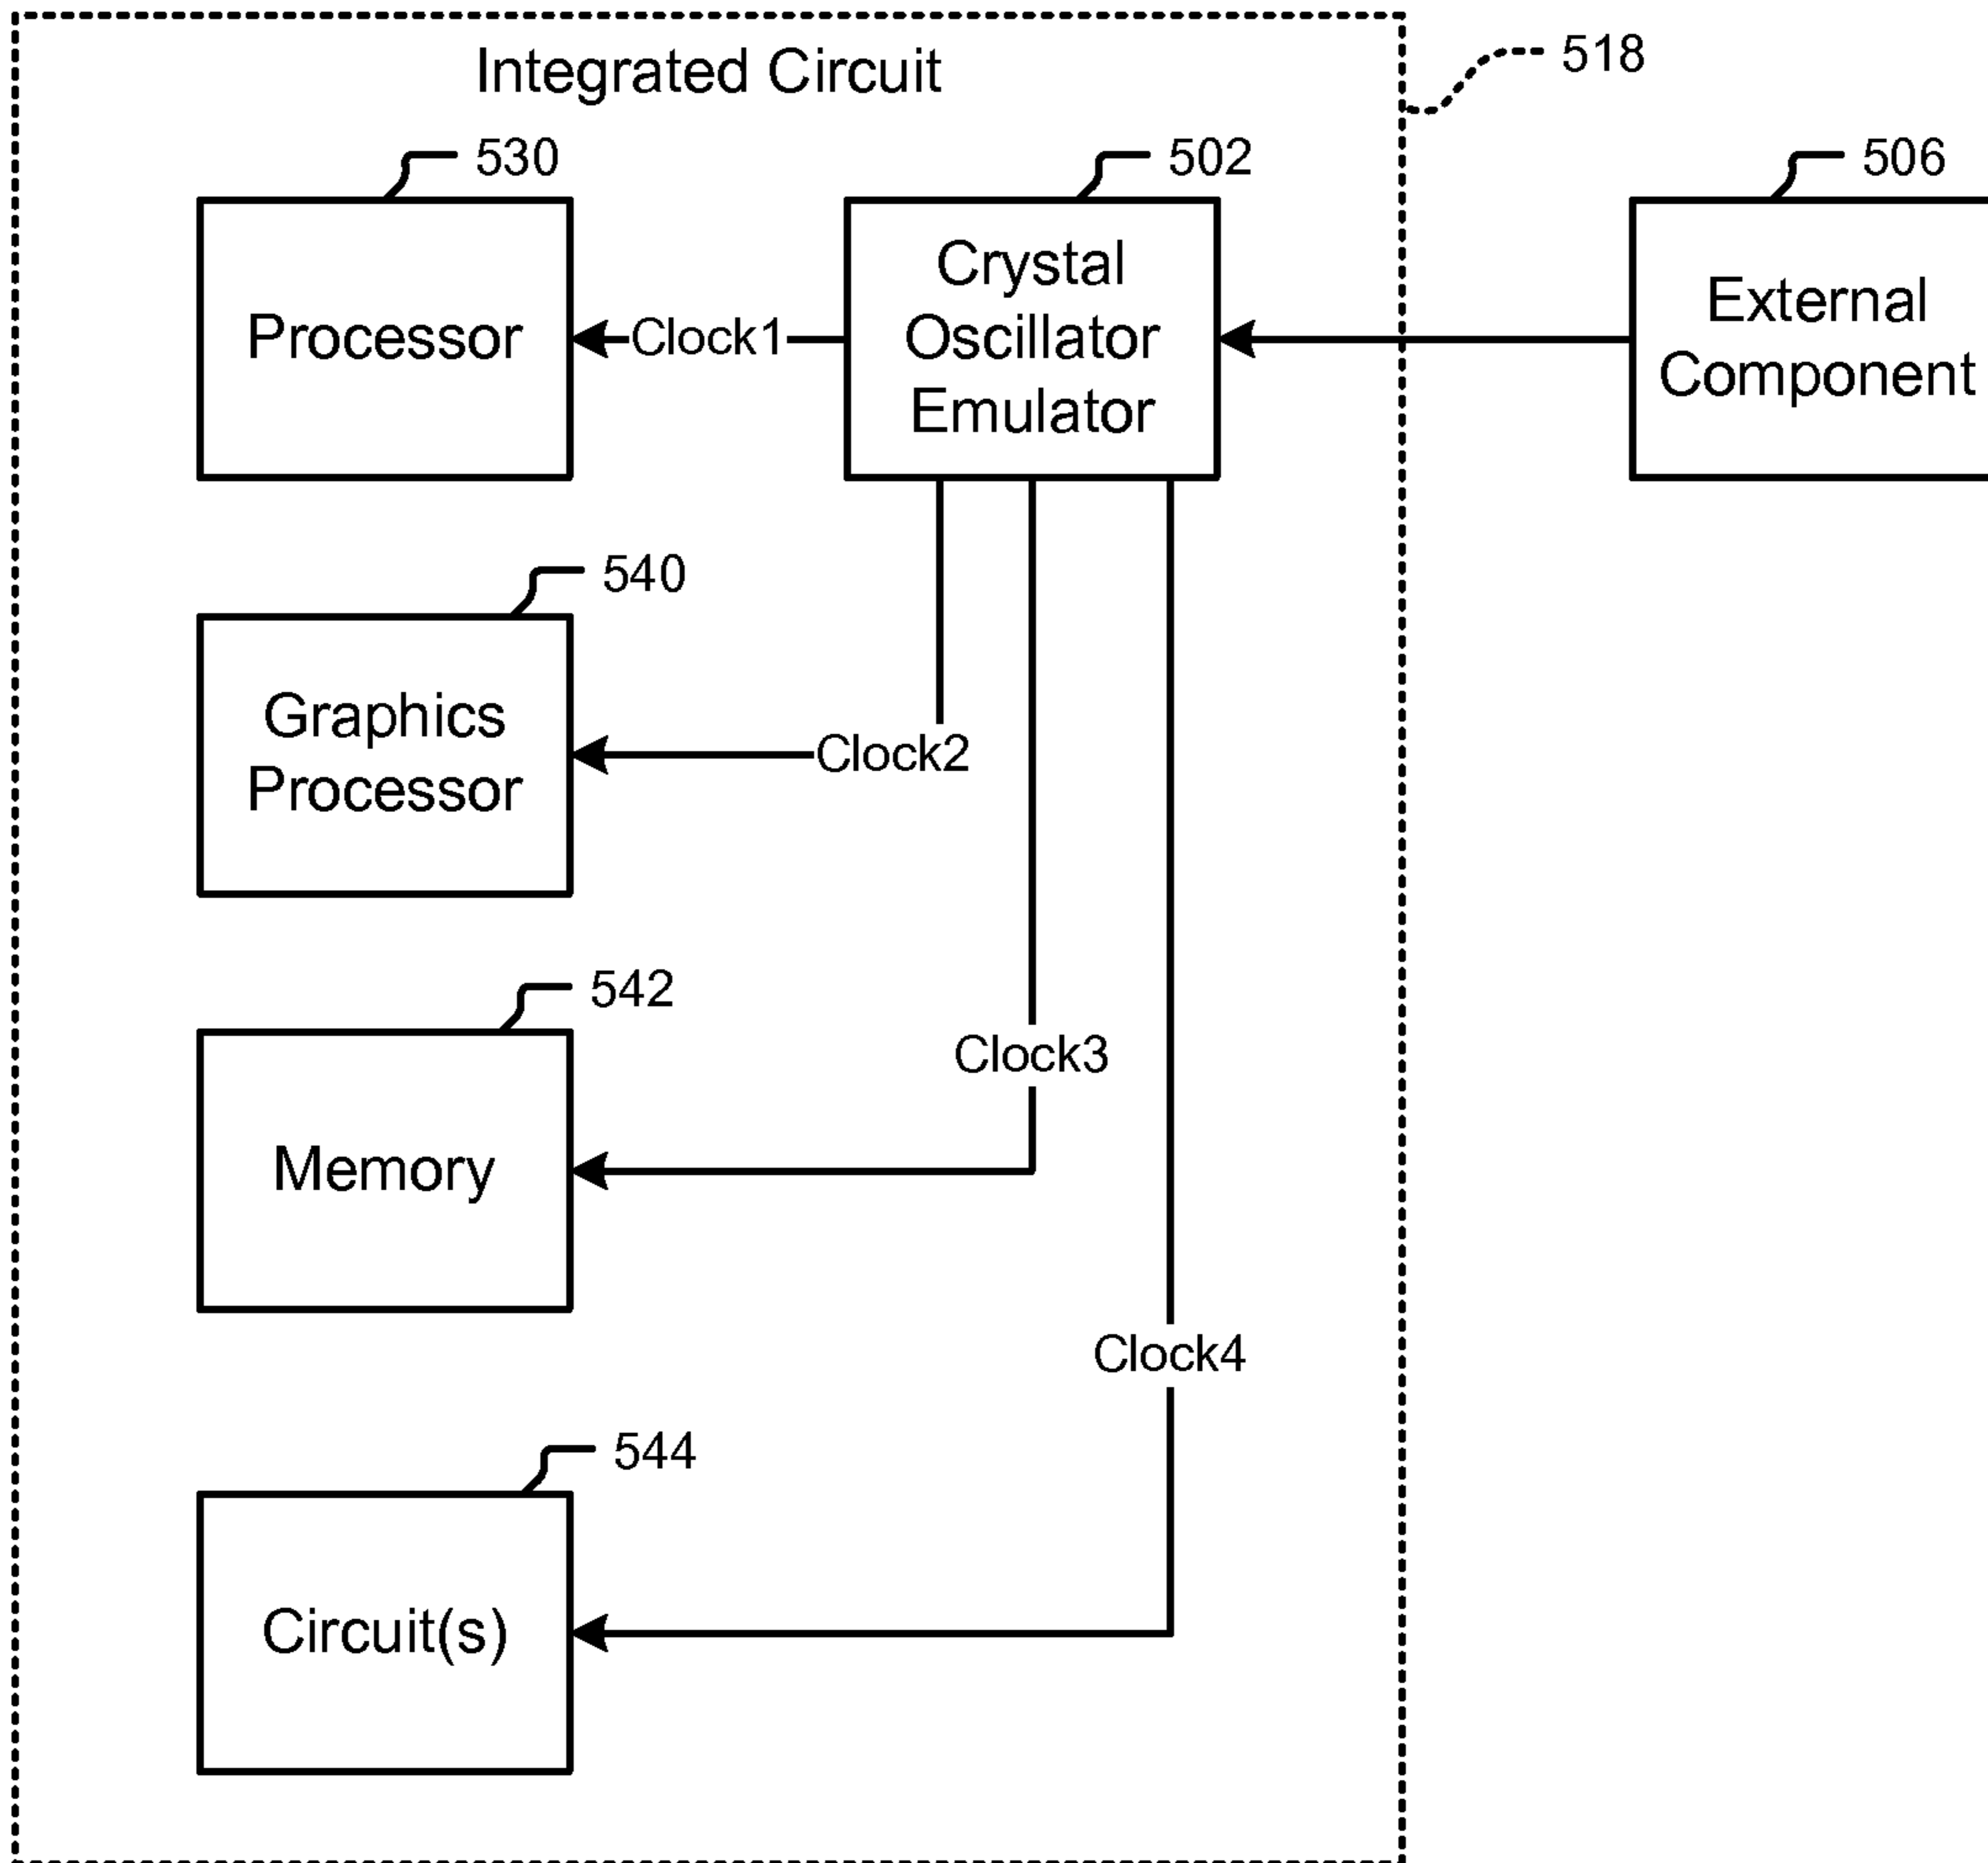 Integrated Circuit
518
530
502
506
Processor
Clock1
Crystal
Oscillator
Emulator
External
Component
540
Graphics
Processor
Clock2
542
Memory
Clock3
Clock4
544
Circuit(s)